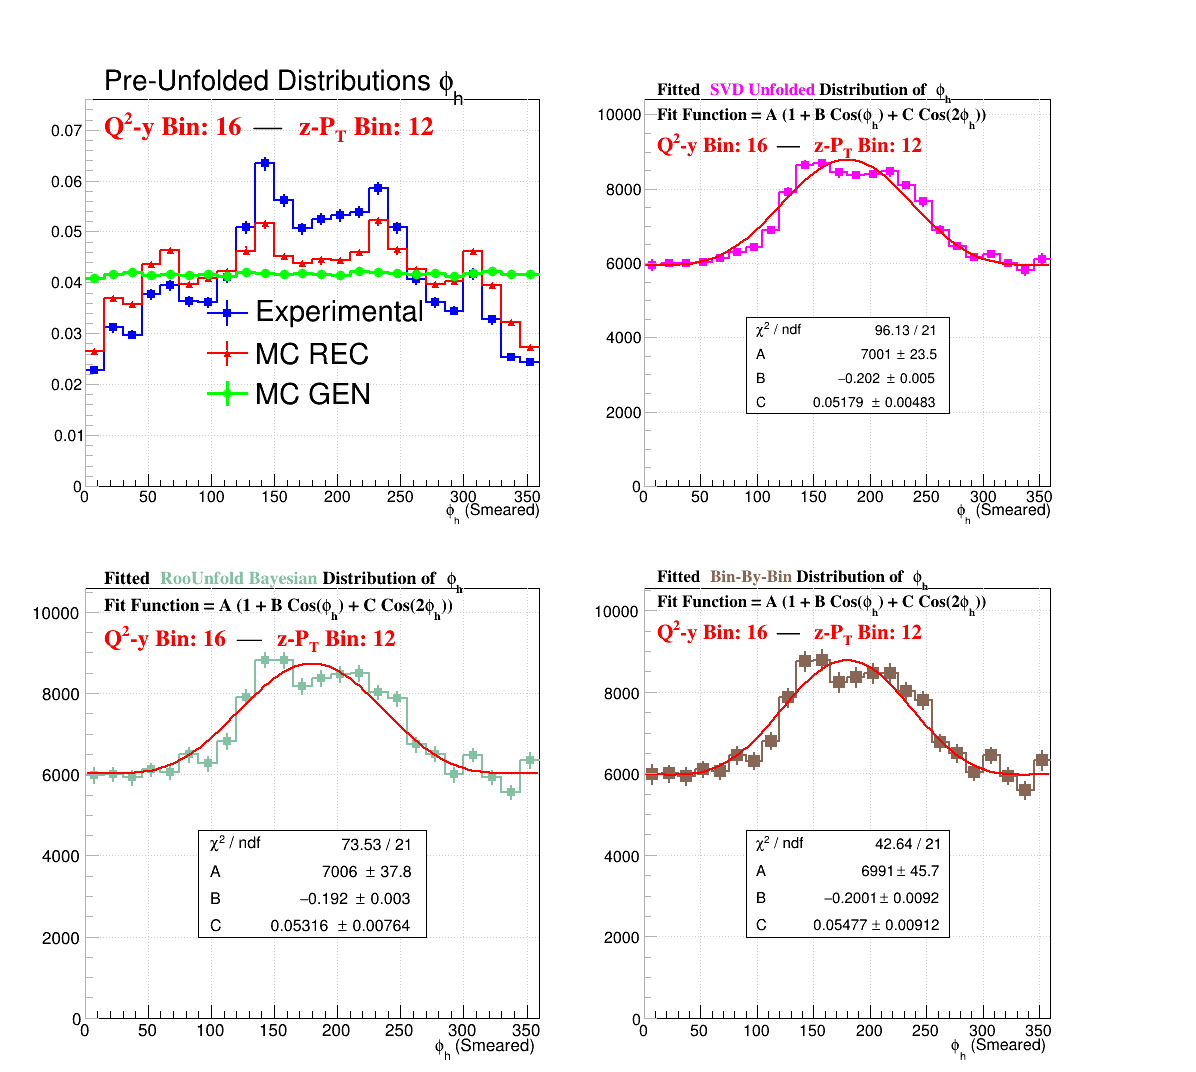 Pre-Unfolded Distributions ϕh
Q2-y Bin: 16 — z-PT Bin: 12
0.07
0.06
0.05
0.04
0.03
0.02
0.01
0
Experimental
MC REC
MC GEN
0 50 100 150 200 250 300 350
ϕh (Smeared)
Fitted SVD Unfolded Distribution of ϕh
Fit Function = A (1 + B Cos(ϕh) + C Cos(2ϕh))
Q2-y Bin: 16 — z-PT Bin: 12
10000
8000
6000
4000
2000
0
χ2 / ndf 96.13 / 21
A 7001 ± 23.5
B −0.202 ± 0.005
C 0.05179 ± 0.00483
0 50 100 150 200 250 300 350
ϕh (Smeared)
Fitted RooUnfold Bayesian Distribution of ϕh
Fit Function = A (1 + B Cos(ϕh) + C Cos(2ϕh))
Q2-y Bin: 16 — z-PT Bin: 12
10000
8000
6000
4000
2000
0
χ2 / ndf 73.53 / 21
A 7006 ± 37.8
B −0.192 ± 0.003
C 0.05316 ± 0.00764
0 50 100 150 200 250 300 350
ϕh (Smeared)
Fitted Bin-By-Bin Distribution of ϕh
Fit Function = A (1 + B Cos(ϕh) + C Cos(2ϕh))
Q2-y Bin: 16 — z-PT Bin: 12
10000
8000
6000
4000
2000
0
χ2 / ndf 42.64 / 21
A 6991 ± 45.7
B −0.2001 ± 0.0092
C 0.05477 ± 0.00912
0 50 100 150 200 250 300 350
ϕh (Smeared)